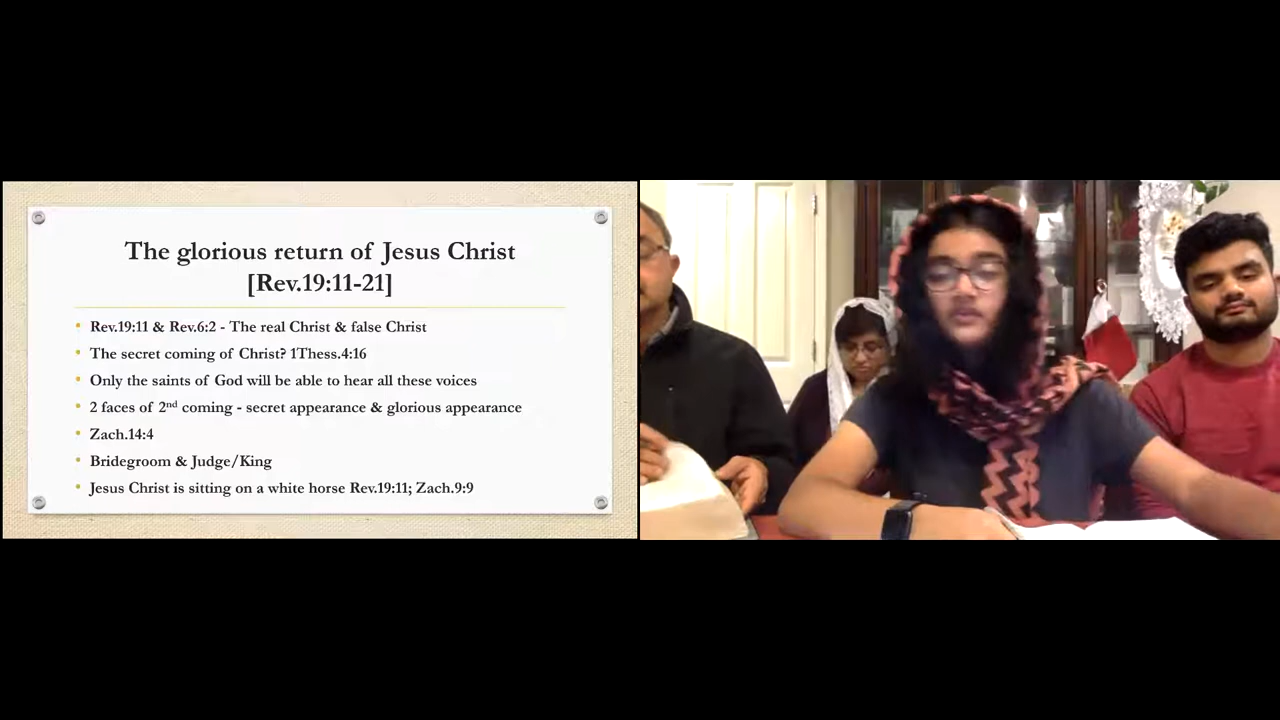 The glorious return of Jesus Christ
[Rev.19:11-21]
Rev.19:11 & Rev.6:2 - The real Christ & false Christ
The secret coming of Christ? 1Thess.4:16
Only the saints of God will be able to hear all these voices
2 faces of 2nd coming - secret appearance & glorious appearance
Zach.14:4
Bridegroom & Judge/King
Jesus Christ is sitting on a white horse Rev.19:11; Zach.9:9